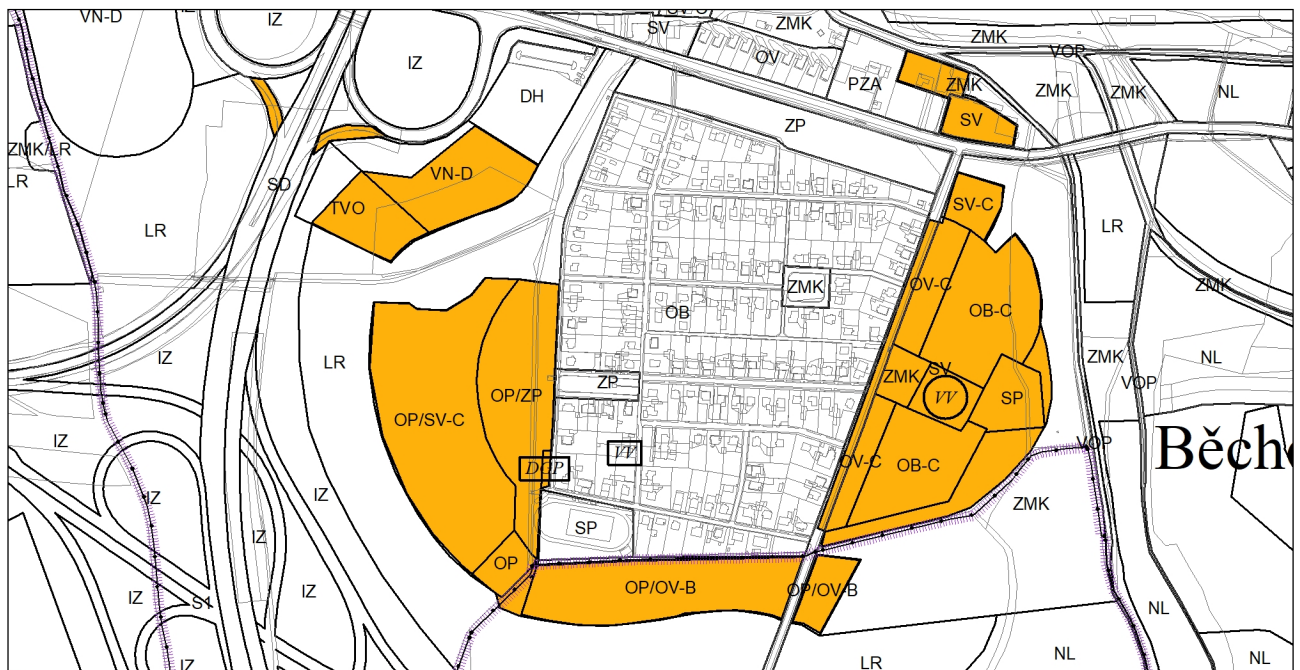 VN-D
IZ
IZ
SV
ZMK
ZMK
VOP
OV
PZA
ZMK
ZMK
ZMK
NL
DH
ZP
SV
ZMK/LR
LR
VN-D
SD
TVO
SV-C
LR
LR
OV-C
ZMK
ZMK
OB
OB-C
IZ
LR
ZMK
NL
ZP
ZMK
SV
VV
SP
VOP
OP/ZP
OP/SV-C
IZ
VOP
Běch
VV
DGP
OV-C
OB-C
IZ
IZ
ZMK
SP
IZ
OP
OP/OV-B
OP/OV-B
IZ
S1
IZ
NL
IZ
LR
NL
NL